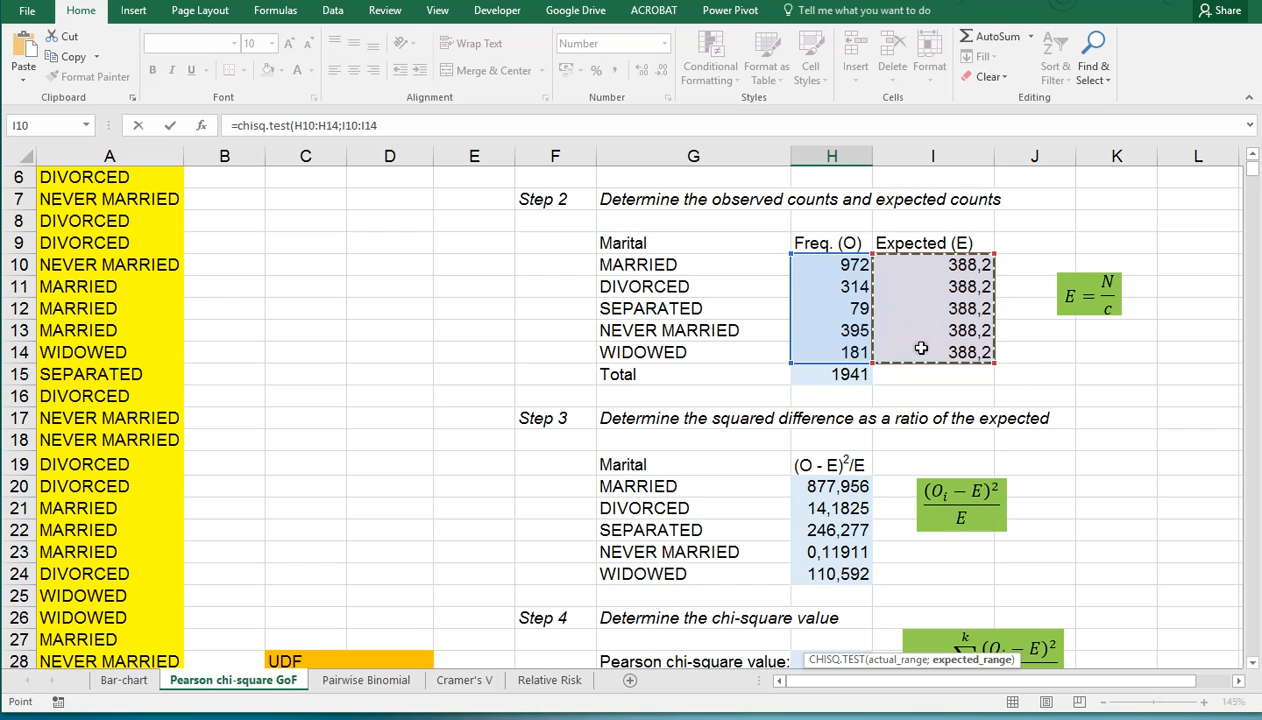 File Home Insert Page Layout Formulas Data Review View Developer Google Drive ACROBAT Power Pivot Tell me what you want to do Share
Cut
Copy
Format Painter
Paste
Clipboard
10
A A
B I U
A
Font
Wrap Text
Merge & Center
Alignment
Number
%
Number
Conditional Formatting
Format as Table
Cell Styles
Styles
Insert
Delete
Format
Cells
AutoSum
Fill
Clear
Sort & Filter
Find & Select
Editing
I10 fx =chisq.test(H10:H14;I10:I14
A B C D E F G H I J K L
6 DIVORCED
7 NEVER MARRIED Step 2 Determine the observed counts and expected counts
8 DIVORCED
9 DIVORCED Marital Freq. (O) Expected (E)
10 NEVER MARRIED MARRIED 972 388,2
11 MARRIED DIVORCED 314 388,2
12 MARRIED SEPARATED 79 388,2
13 MARRIED NEVER MARRIED 395 388,2
14 WIDOWED WIDOWED 181 388,2
E = N/c
15 SEPARATED Total 1941
16 DIVORCED
17 NEVER MARRIED Step 3 Determine the squared difference as a ratio of the expected
18 NEVER MARRIED
19 DIVORCED Marital (O - E)²/E
20 DIVORCED MARRIED 877,956
21 MARRIED DIVORCED 14,1825
22 MARRIED SEPARATED 246,277
23 MARRIED NEVER MARRIED 0,11911
24 DIVORCED WIDOWED 110,592
(Oᵢ − E)²
E
25 WIDOWED
26 WIDOWED Step 4 Determine the chi-square value
27 MARRIED
28 NEVER MARRIED UDF Pearson chi-square value:
k (Oᵢ − E)²
CHISQ.TEST(actual_range; expected_range)
Bar-chart Pearson chi-square GoF Pairwise Binomial Cramer's V Relative Risk
Point 145%